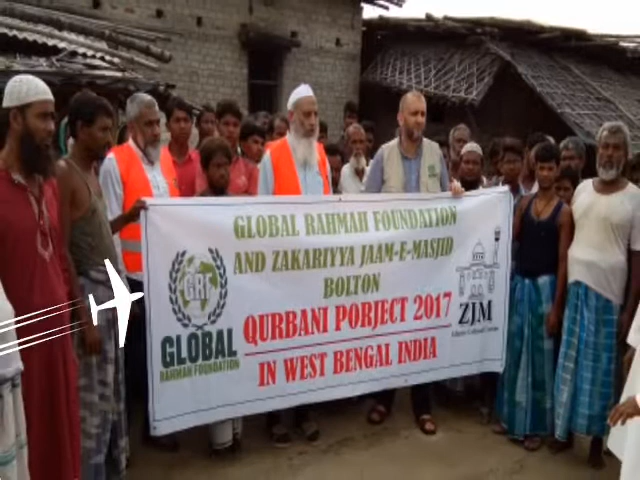 GLOBAL RAHMAH FOUNDATION
AND ZAKARIYYA JAAM-E-MASJID
BOLTON
QURBANI PORJECT 2017
IN WEST BENGAL INDIA
GRF
GLOBAL
RAHMAH FOUNDATION
ZJM